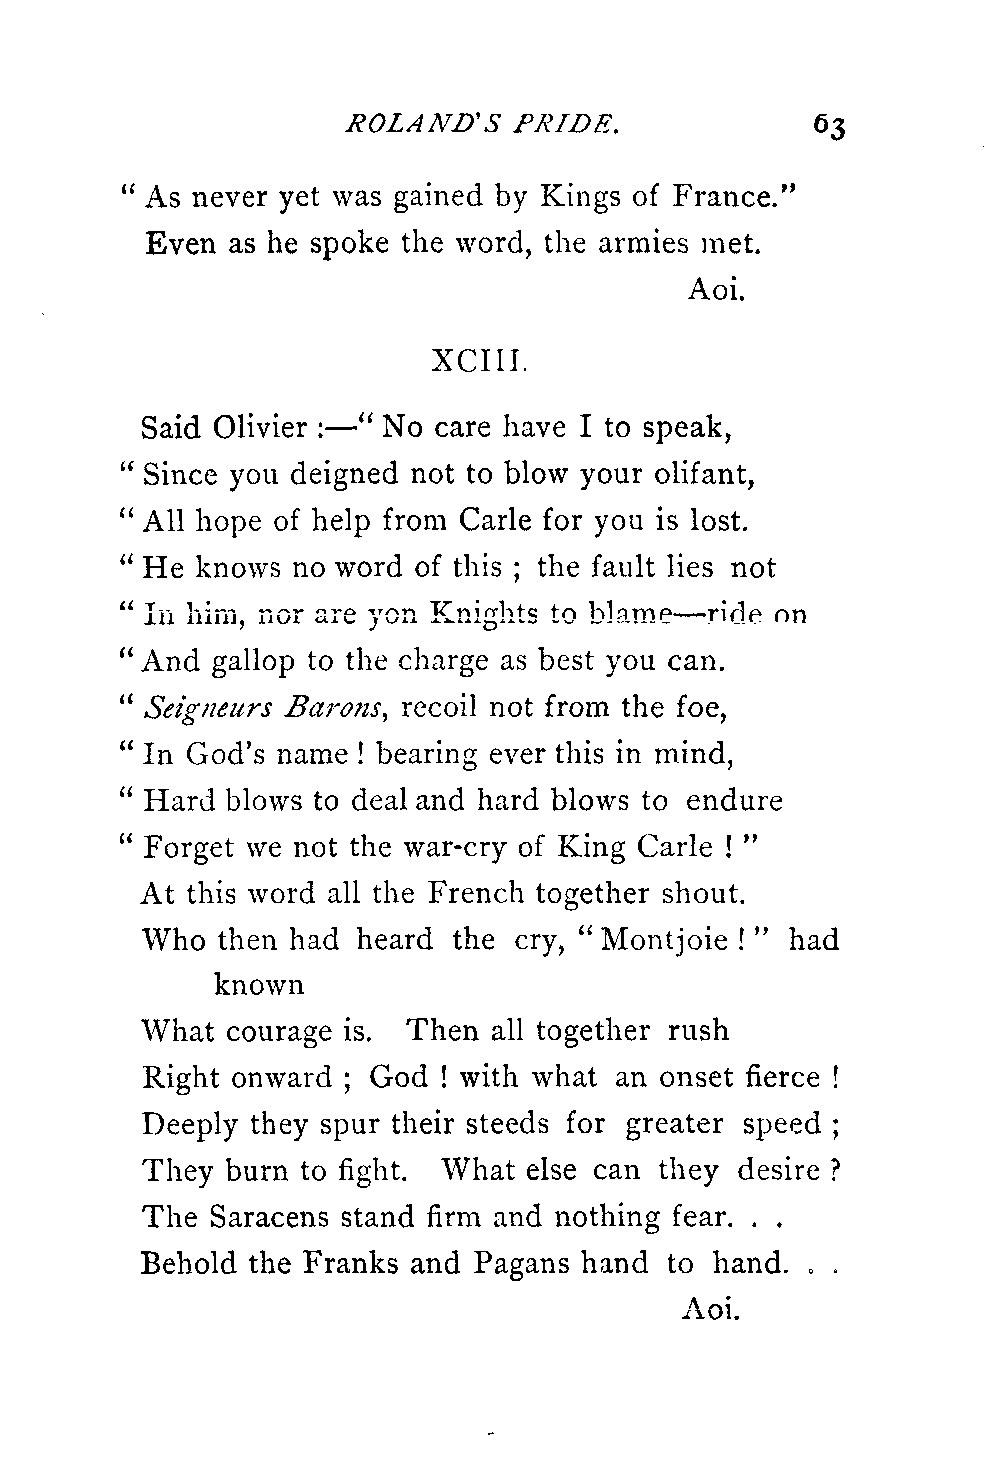 ROLAND'S PRIDE. 63
" As never yet was gained by Kings of France."
Even as he spoke the word, the armies met.
Aoi.
XCIII.
Said Olivier :—" No care have I to speak,
" Since you deigned not to blow your olifant,
" All hope of help from Carle for you is lost.
" He knows no word of this ; the fault lies not
" In him, nor are yon Knights to blame—ride on
" And gallop to the charge as best you can.
" Seigneurs Barons, recoil not from the foe,
" In God's name ! bearing ever this in mind,
" Hard blows to deal and hard blows to endure
" Forget we not the war-cry of King Carle ! "
At this word all the French together shout.
Who then had heard the cry, " Montjoie ! " had
known
What courage is. Then all together rush
Right onward ; God ! with what an onset fierce !
Deeply they spur their steeds for greater speed ;
They burn to fight. What else can they desire ?
The Saracens stand firm and nothing fear. . .
Behold the Franks and Pagans hand to hand. . .
Aoi.